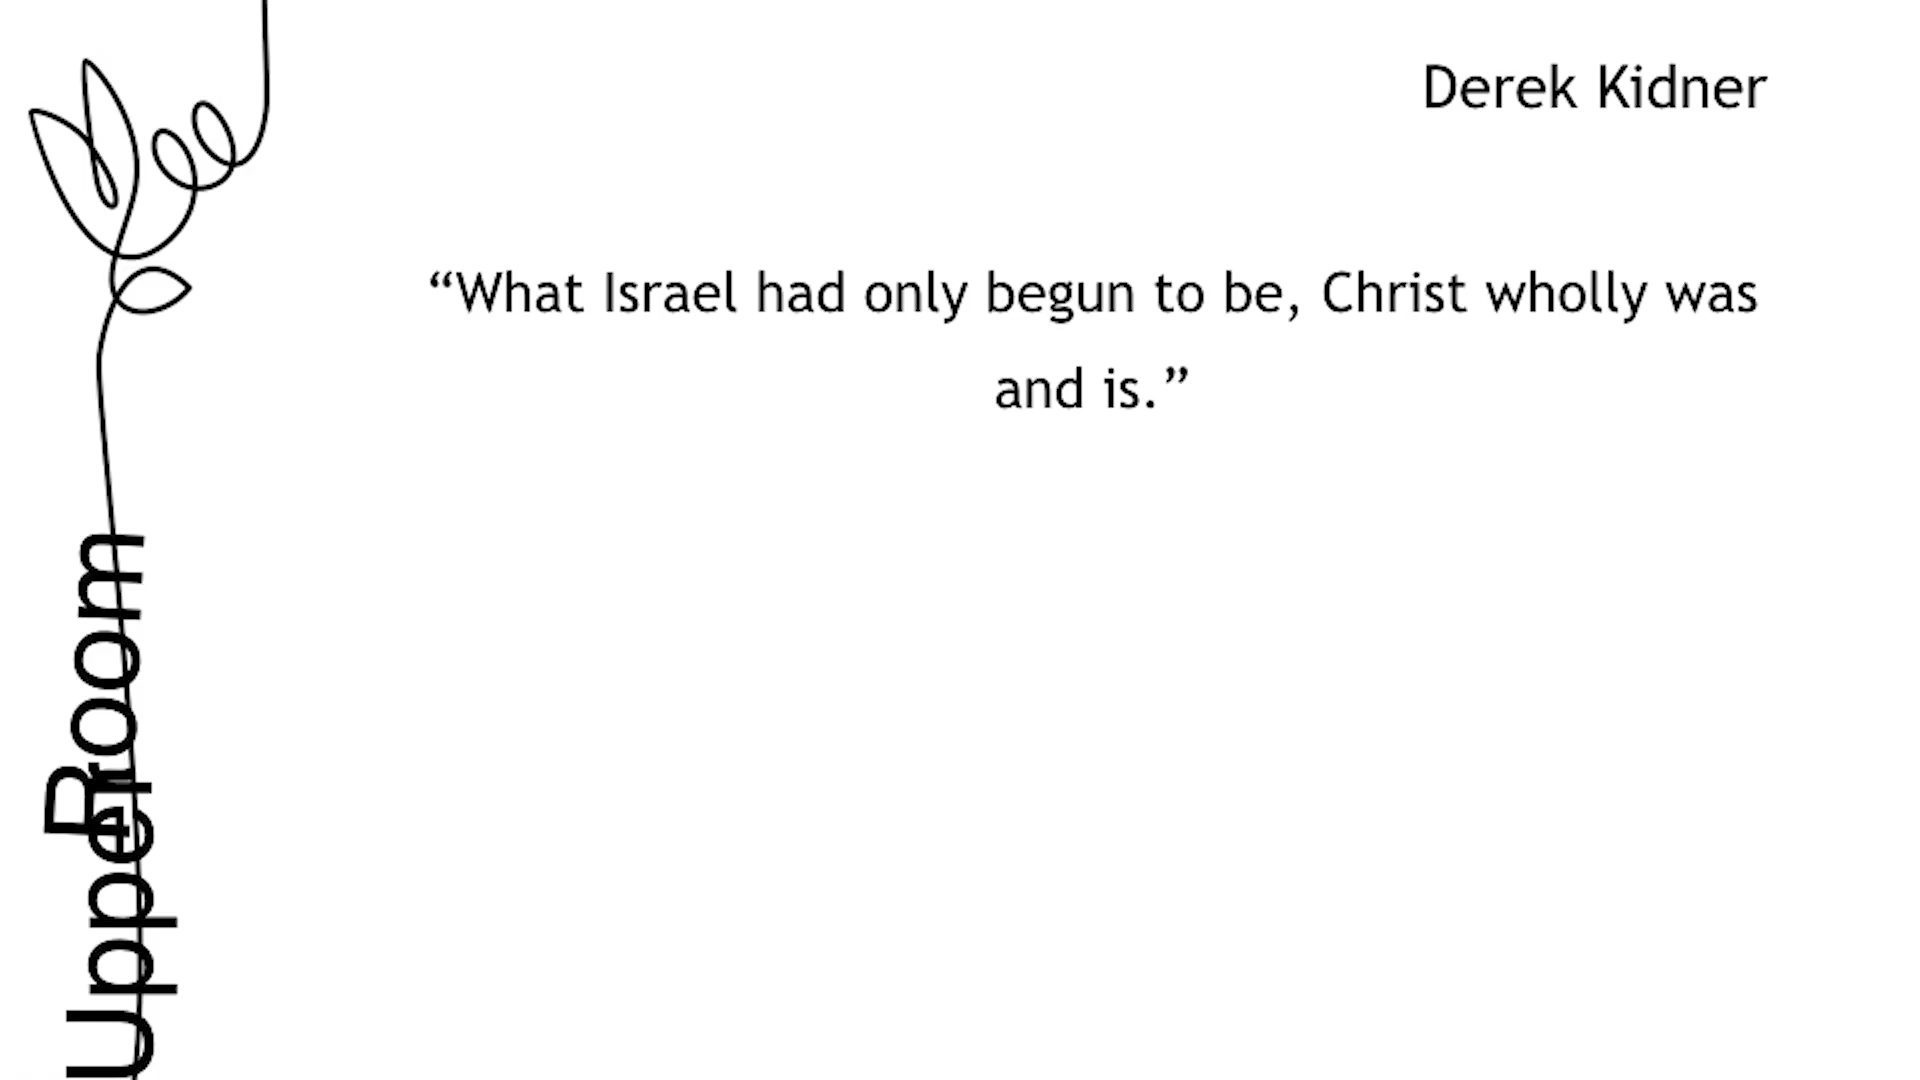 Derek Kidner
“What Israel had only begun to be, Christ wholly was
and is.”
Upper
Room